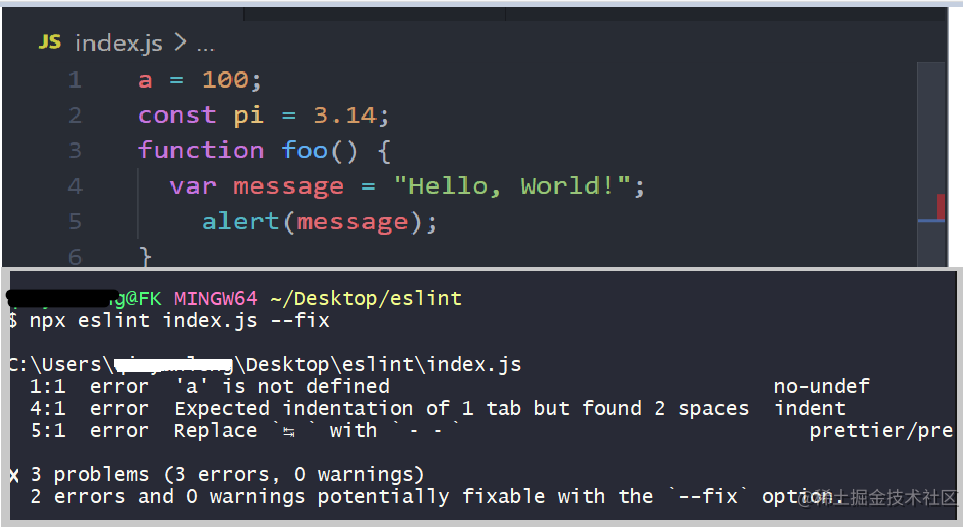 JS index.js > ...
1 a = 100;
2 const pi = 3.14;
3 function foo() {
4 var message = "Hello, World!";
5 alert(message);
6 }
g@FK MINGW64 ~/Desktop/eslint
$ npx eslint index.js --fix
C:\Users\ \Desktop\eslint\index.js
1:1 error 'a' is not defined no-undef
4:1 error Expected indentation of 1 tab but found 2 spaces indent
5:1 error Replace `↹ ` with `··` prettier/pre
✖ 3 problems (3 errors, 0 warnings)
2 errors and 0 warnings potentially fixable with the `--fix` option.
@稀土掘金技术社区